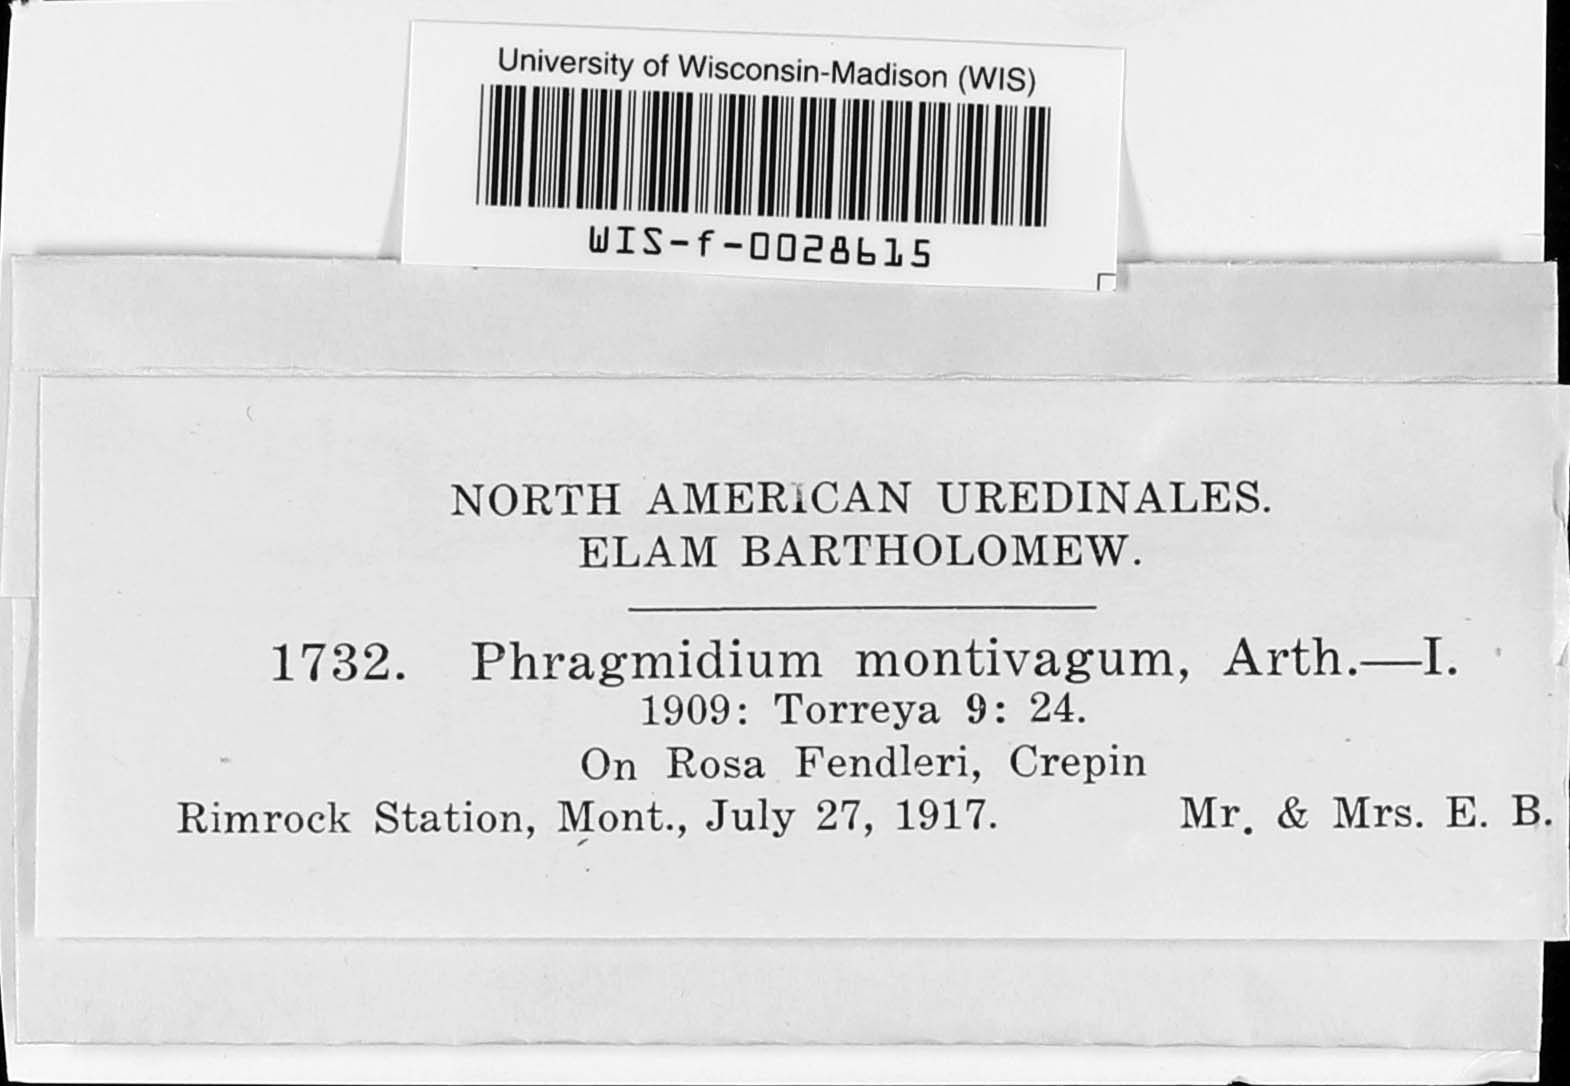 University of Wisconsin-Madison (WIS)
WIS-f-0028615
NORTH AMERICAN UREDINALES.
ELAM BARTHOLOMEW.
1732. Phragmidium montivagum, Arth.—I.
1909: Torreya 9: 24.
On Rosa Fendleri, Crepin
Rimrock Station, Mont., July 27, 1917. Mr. & Mrs. E. B.